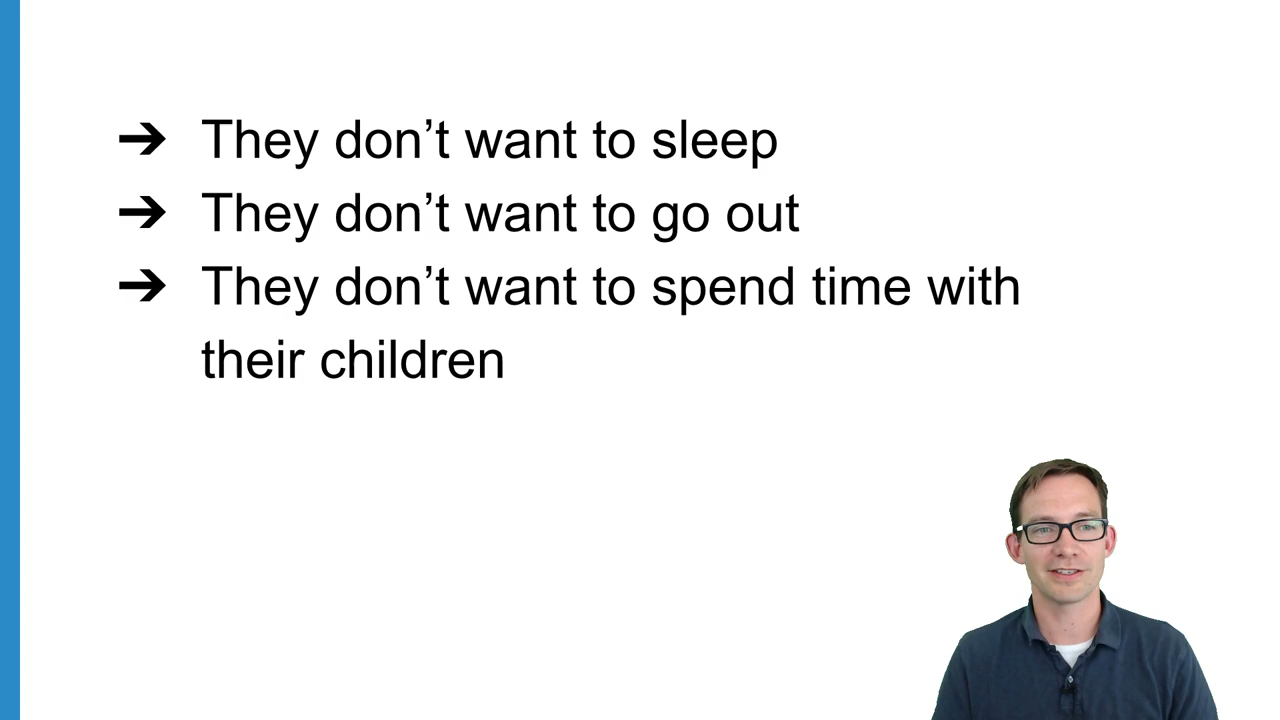 ➔ They don’t want to sleep
➔ They don’t want to go out
➔ They don’t want to spend time with
their children